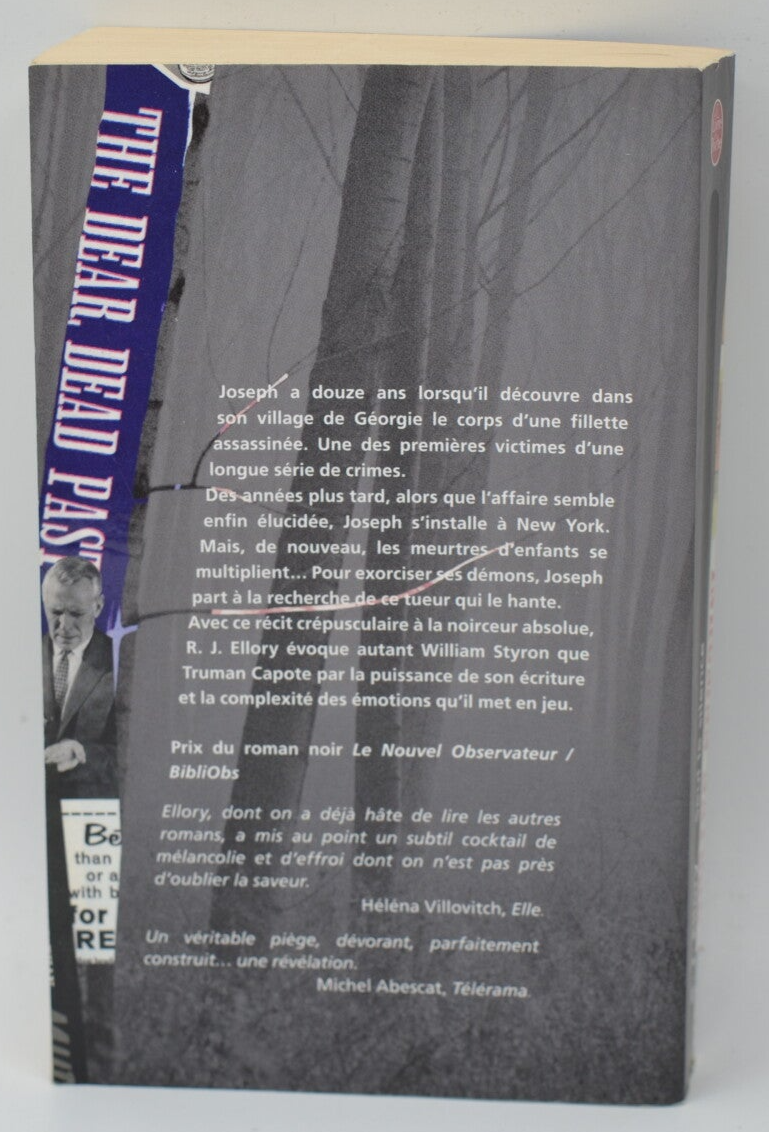 THE DEAR, DEAD PAST
Joseph a douze ans lorsqu'il découvre dans
son village de Géorgie le corps d'une fillette
assassinée. Une des premières victimes d'une
longue série de crimes.
Des années plus tard, alors que l'affaire semble
enfin élucidée, Joseph s'installe à New York.
Mais, de nouveau, les meurtres d'enfants se
multiplient... Pour exorciser ses démons, Joseph
part à la recherche de ce tueur qui le hante.
Avec ce récit crépusculaire à la noirceur absolue,
R. J. Ellory évoque autant William Styron que
Truman Capote par la puissance de son écriture
et la complexité des émotions qu'il met en jeu.
Prix du roman noir Le Nouvel Observateur /
BibliObs
Ellory, dont on a déjà hâte de lire les autres
romans, a mis au point un subtil cocktail de
mélancolie et d'effroi dont on n'est pas près
d'oublier la saveur.
Héléna Villovitch, Elle.
Un véritable piège, dévorant, parfaitement
construit... une révélation.
Michel Abescat, Télérama.
Be
than
or a
with b
for
RE